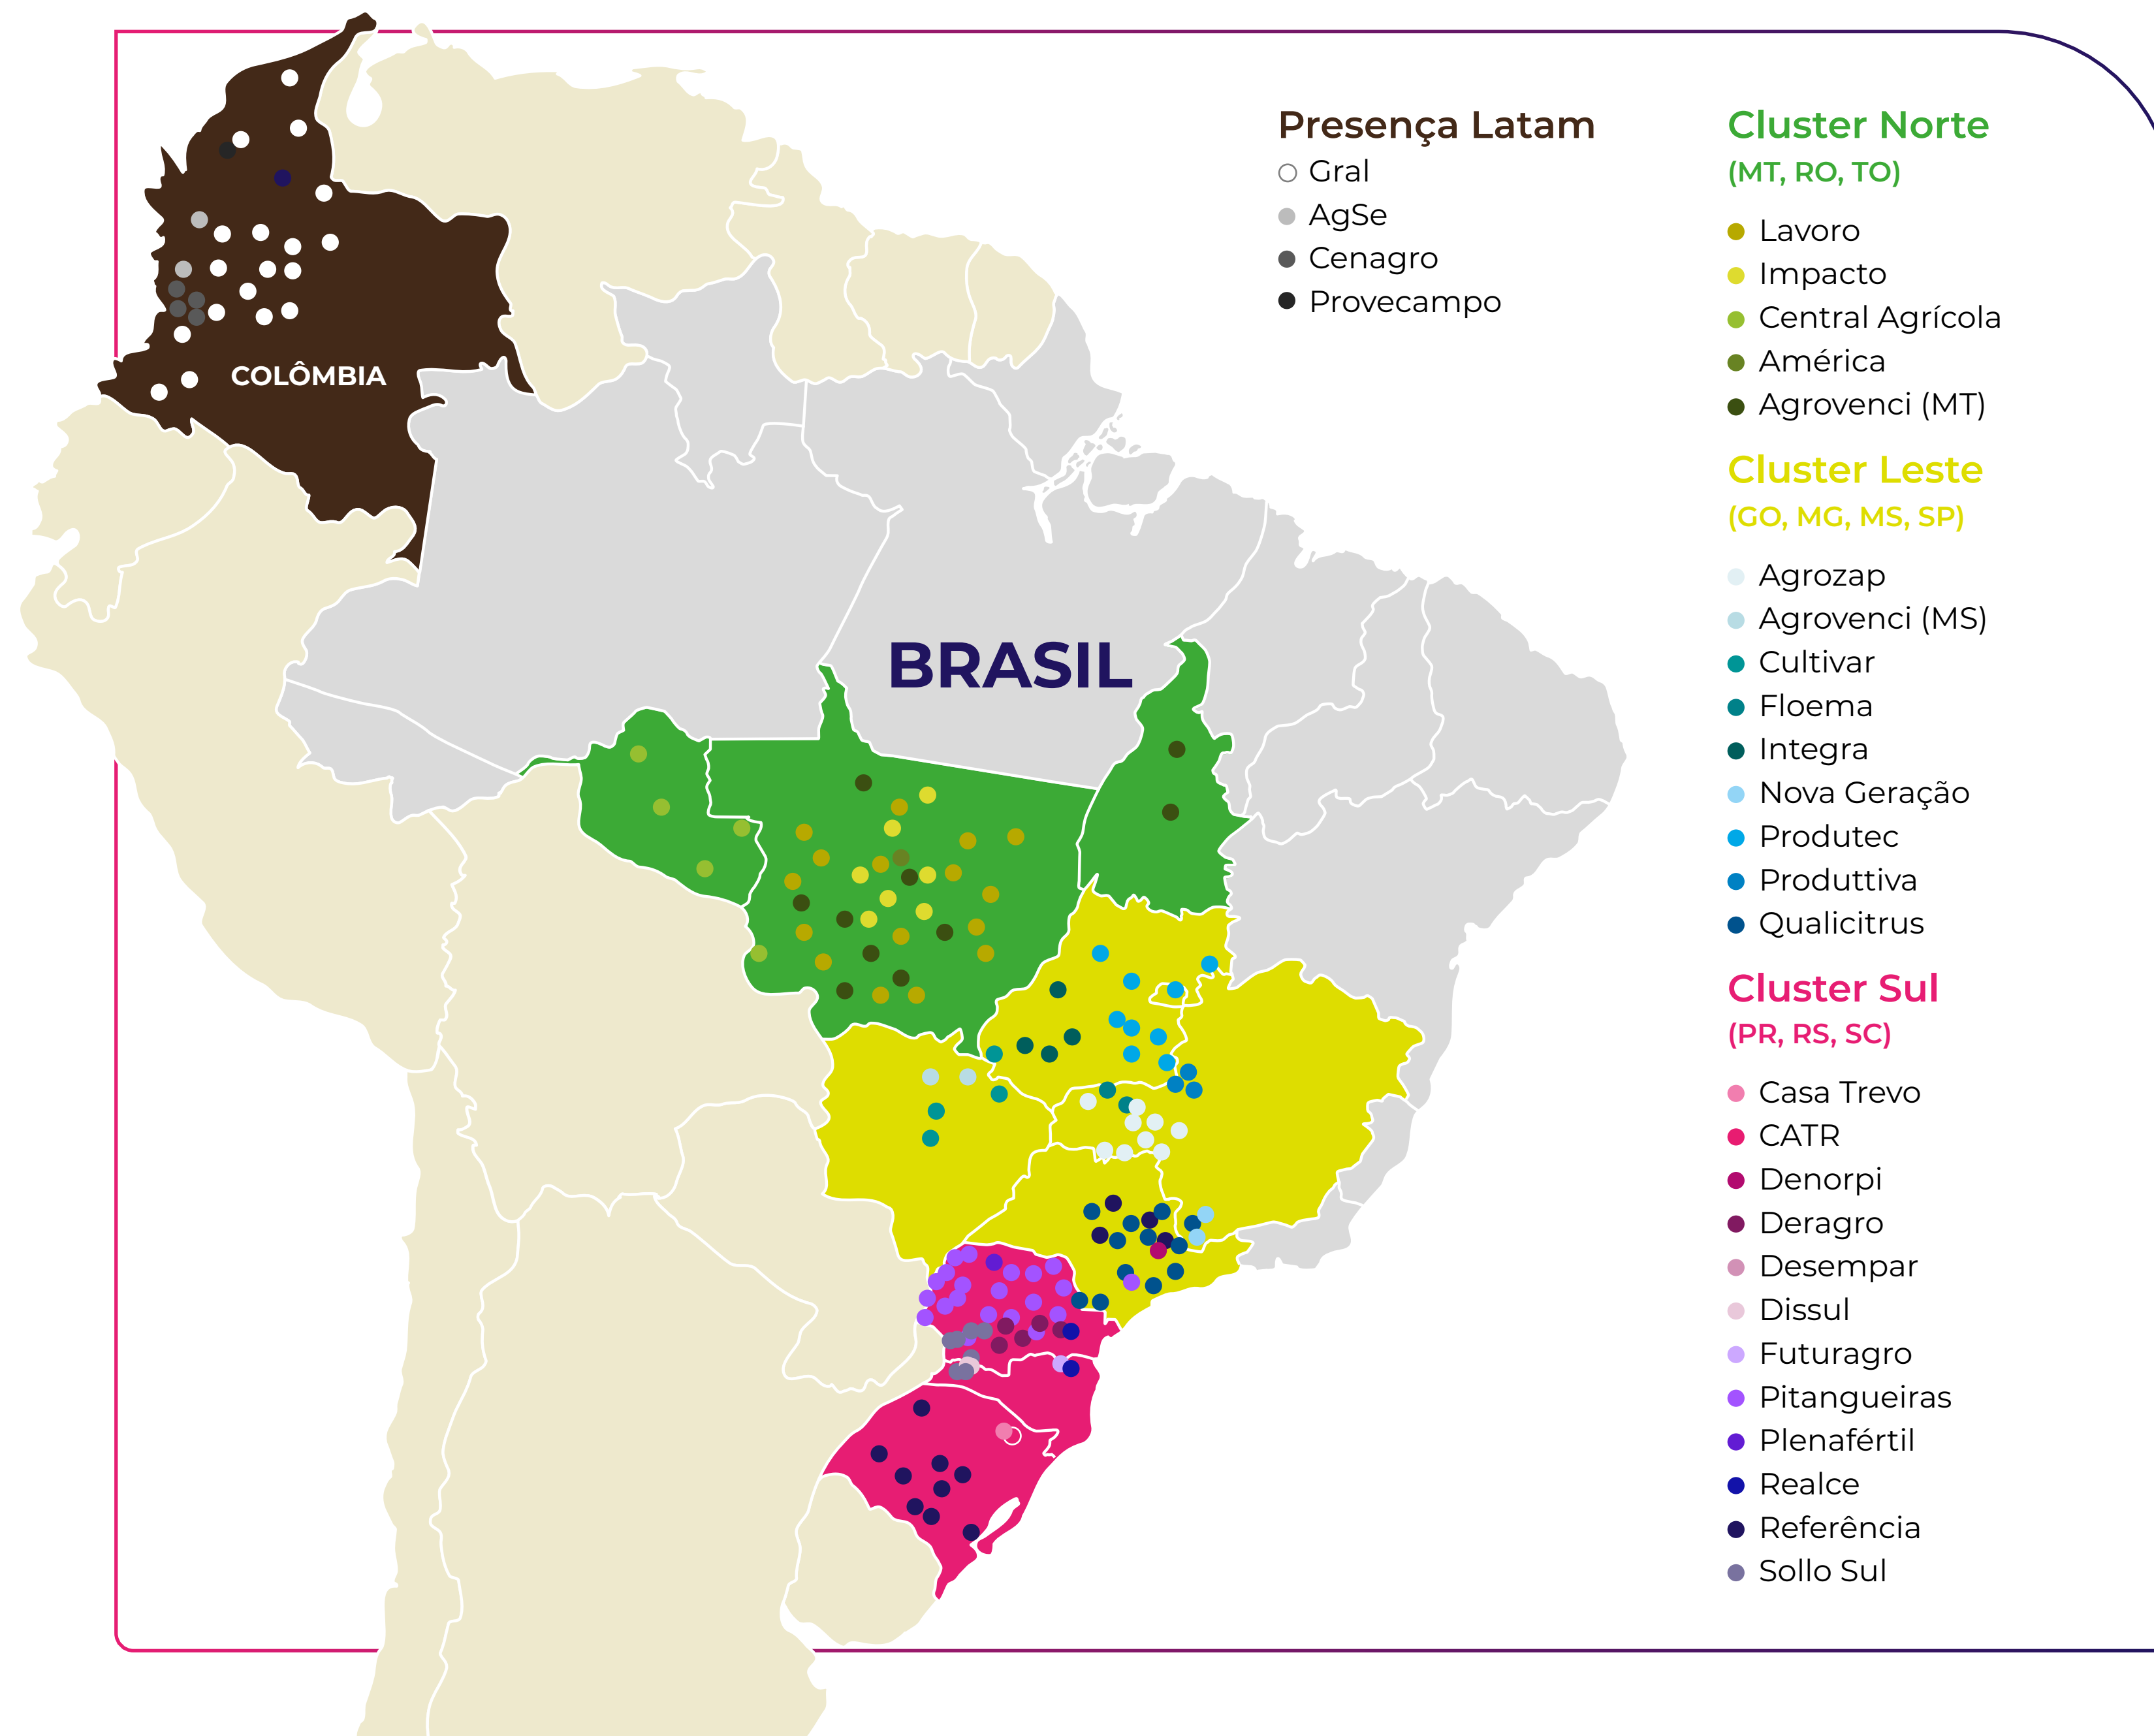 COLÔMBIA
BRASIL
Presença Latam
Gral
AgSe
Cenagro
Provecampo
Cluster Norte
(MT, RO, TO)
Lavoro
Impacto
Central Agrícola
América
Agrovenci (MT)
Cluster Leste
(GO, MG, MS, SP)
Agrozap
Agrovenci (MS)
Cultivar
Floema
Integra
Nova Geração
Produtec
Produttiva
Qualicitrus
Cluster Sul
(PR, RS, SC)
Casa Trevo
CATR
Denorpi
Deragro
Desempar
Dissul
Futuragro
Pitangueiras
Plenafértil
Realce
Referência
Sollo Sul